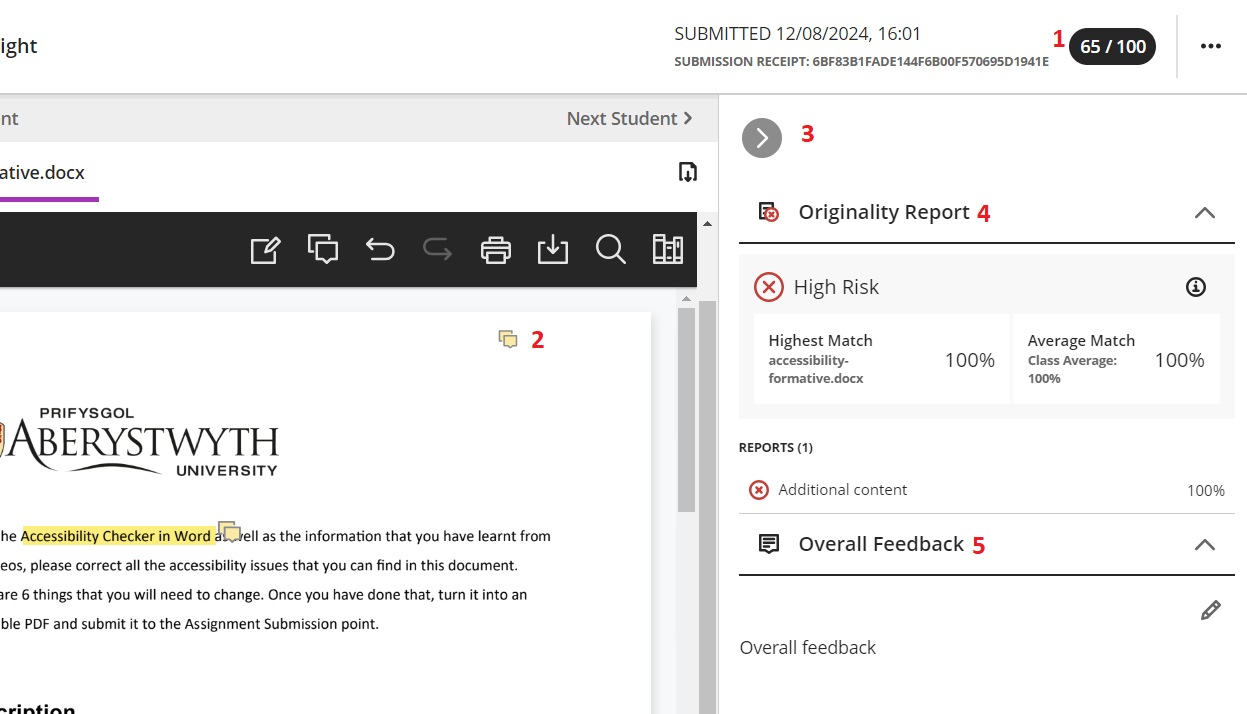 ight
SUBMITTED 12/08/2024, 16:01
SUBMISSION RECEIPT: 6BF83B1FADE144F6B00F570695D1941E
1
65 / 100
nt
Next Student
3
ative.docx
Originality Report 4
High Risk
2
Highest Match
accessibility-
formative.docx
100%
Average Match
Class Average:
100%
100%
PRIFYSGOL
ABERYSTWYTH
UNIVERSITY
REPORTS (1)
Additional content
100%
he Accessibility Checker in Word as well as the information that you have learnt from
eos, please correct all the accessibility issues that you can find in this document.
are 6 things that you will need to change. Once you have done that, turn it into an
ble PDF and submit it to the Assignment Submission point.
Overall Feedback 5
Overall feedback
cription